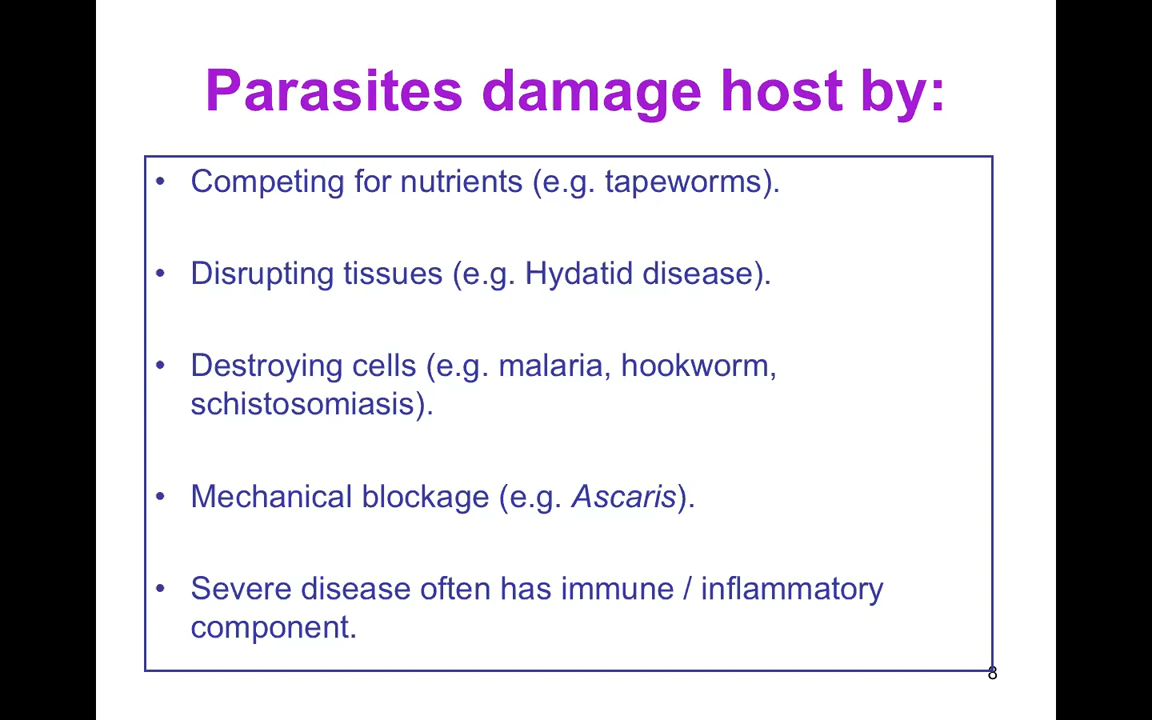 Parasites damage host by:
• Competing for nutrients (e.g. tapeworms).
• Disrupting tissues (e.g. Hydatid disease).
• Destroying cells (e.g. malaria, hookworm,
schistosomiasis).
• Mechanical blockage (e.g. Ascaris).
• Severe disease often has immune / inflammatory
component.
8